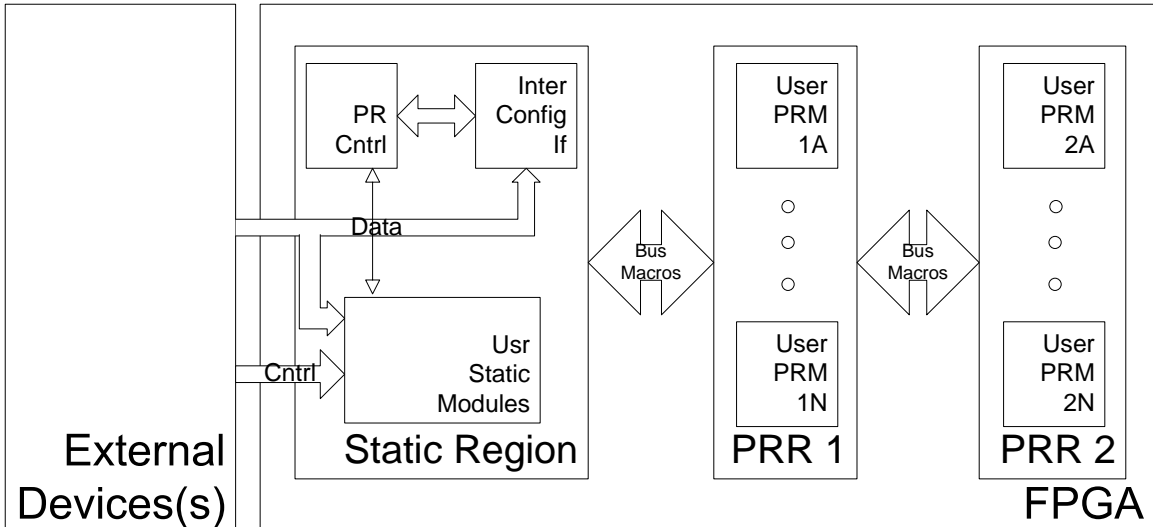 PR
Cntrl
Inter
Config
If
Data
Cntrl
Usr
Static
Modules
Static Region
External
Devices(s)
Bus
Macros
User
PRM
1A
User
PRM
1N
PRR 1
Bus
Macros
User
PRM
2A
User
PRM
2N
PRR 2
FPGA